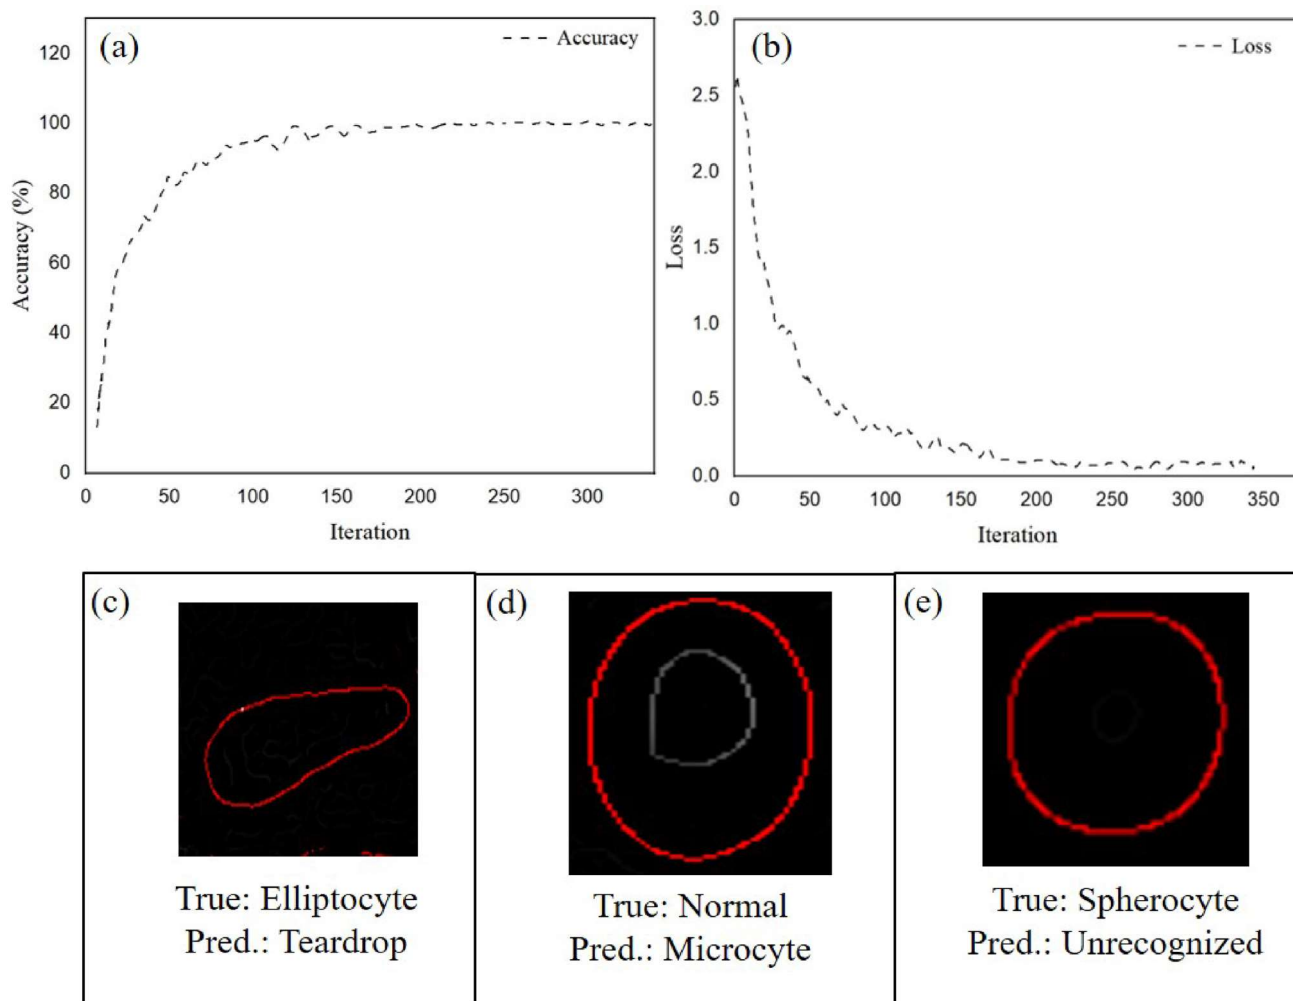 (a)
Accuracy
120
100
80
60
40
20
0
Accuracy (%)
0 50 100 150 200 250 300
Iteration
(b)
Loss
3.0
2.5
2.0
1.5
1.0
0.5
0.0
Loss
0 50 100 150 200 250 300 350
Iteration
(c)
True: Elliptocyte
Pred.: Teardrop
(d)
True: Normal
Pred.: Microcyte
(e)
True: Spherocyte
Pred.: Unrecognized